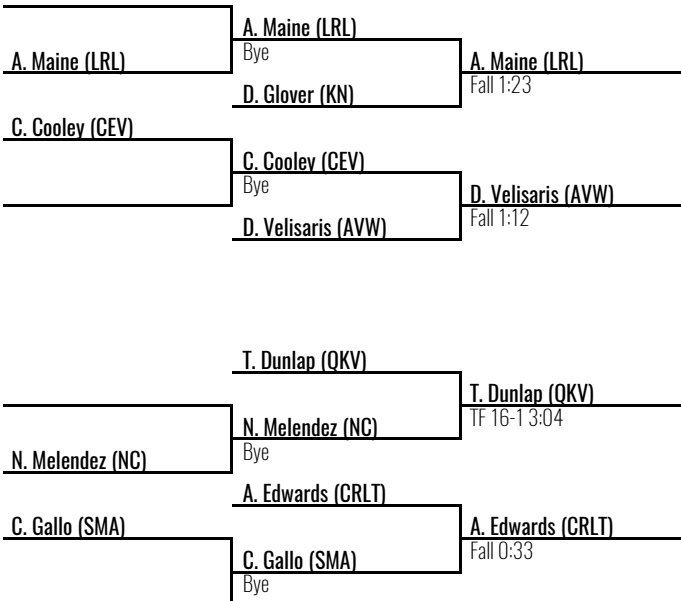 A. Maine (LRL)
A. Maine (LRL)
Bye
D. Glover (KN)
A. Maine (LRL)
Fall 1:23
C. Cooley (CEV)
C. Cooley (CEV)
Bye
D. Velisaris (AVW)
D. Velisaris (AVW)
Fall 1:12
T. Dunlap (QKV)
N. Melendez (NC)
N. Melendez (NC)
Bye
T. Dunlap (QKV)
TF 16-1 3:04
A. Edwards (CRLT)
C. Gallo (SMA)
C. Gallo (SMA)
Bye
A. Edwards (CRLT)
Fall 0:33